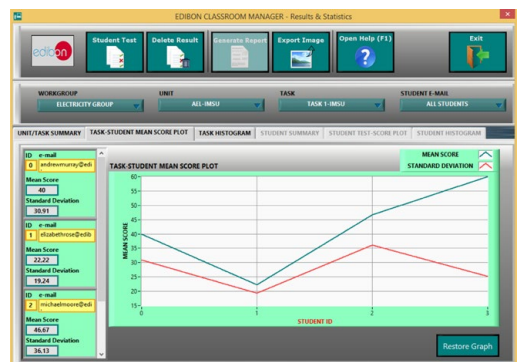 EDIBON CLASSROOM MANAGER - Results & Statistics
edibon
Student Test
Delete Result
Generate Report
Export Image
Open Help (F1)
Exit
WORKGROUP
UNIT
TASK
STUDENT E-MAIL
ELECTRICITY GROUP
ALL-IMSU
TASK 1-IMSU
ALL STUDENTS
UNIT/TASK SUMMARY
TASK-STUDENT MEAN SCORE PLOT
TASK HISTOGRAM
STUDENT SUMMARY
STUDENT TEST-SCORE PLOT
STUDENT HISTOGRAM
ID e-mail
0 andrewmurray@edi
Mean Score
40
Standard Deviation
30,91
ID e-mail
1 elizabethrose@edib
Mean Score
22,22
Standard Deviation
19,24
ID e-mail
2 michaelmoore@edi
Mean Score
46,67
Standard Deviation
36,13
TASK-STUDENT MEAN SCORE PLOT
MEAN SCORE
STANDARD DEVIATION
MEAN SCORE
60
55
50
45
40
35
30
25
20
15
0
1
2
3
STUDENT ID
Restore Graph